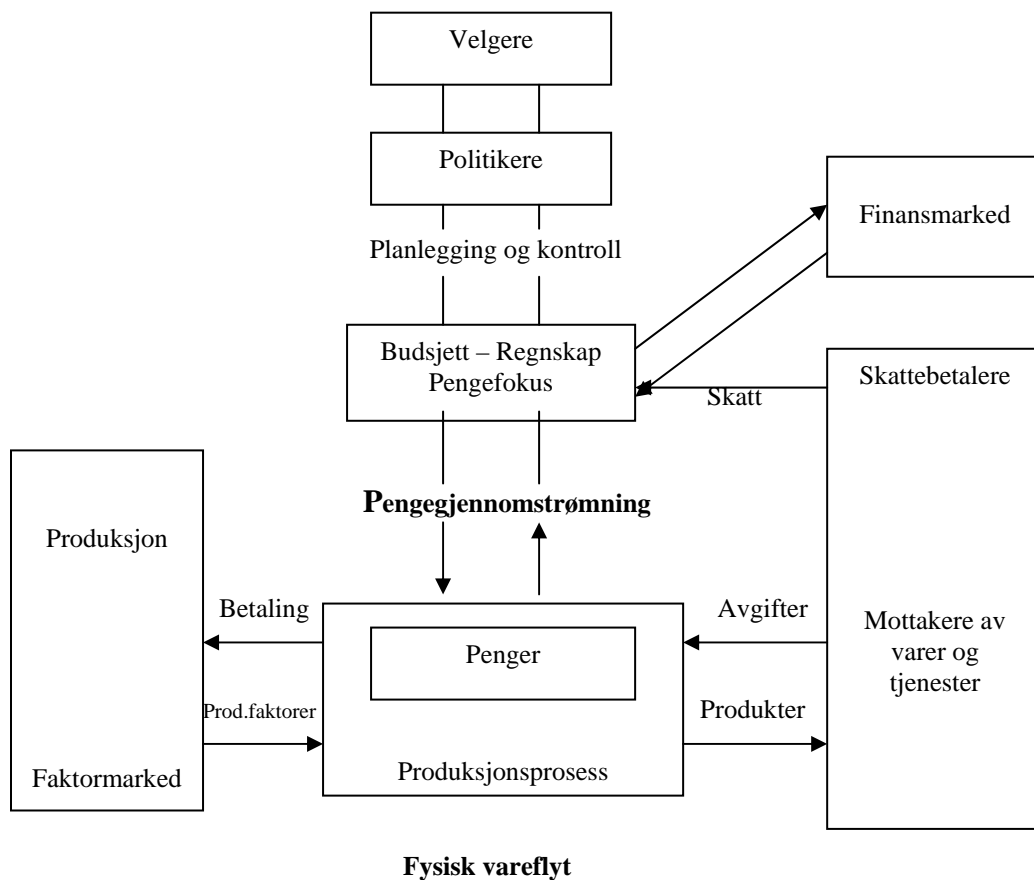 Velgere
Politikere
Finansmarked
Planlegging og kontroll
Budsjett – Regnskap
Pengefokus
Skattebetalere
Skatt
Pengegjennomstrømning
Produksjon
Betaling
Avgifter
Mottakere av
varer og
tjenester
Penger
Prod.faktorer
Produkter
Faktormarked
Produksjonsprosess
Fysisk vareflyt